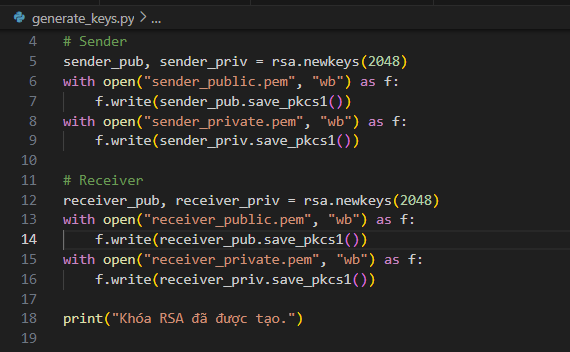 generate_keys.py > ...
4 # Sender
5 sender_pub, sender_priv = rsa.newkeys(2048)
6 with open("sender_public.pem", "wb") as f:
7     f.write(sender_pub.save_pkcs1())
8 with open("sender_private.pem", "wb") as f:
9     f.write(sender_priv.save_pkcs1())
10
11 # Receiver
12 receiver_pub, receiver_priv = rsa.newkeys(2048)
13 with open("receiver_public.pem", "wb") as f:
14     f.write(receiver_pub.save_pkcs1())
15 with open("receiver_private.pem", "wb") as f:
16     f.write(receiver_priv.save_pkcs1())
17
18 print("Khóa RSA đã được tạo.")
19